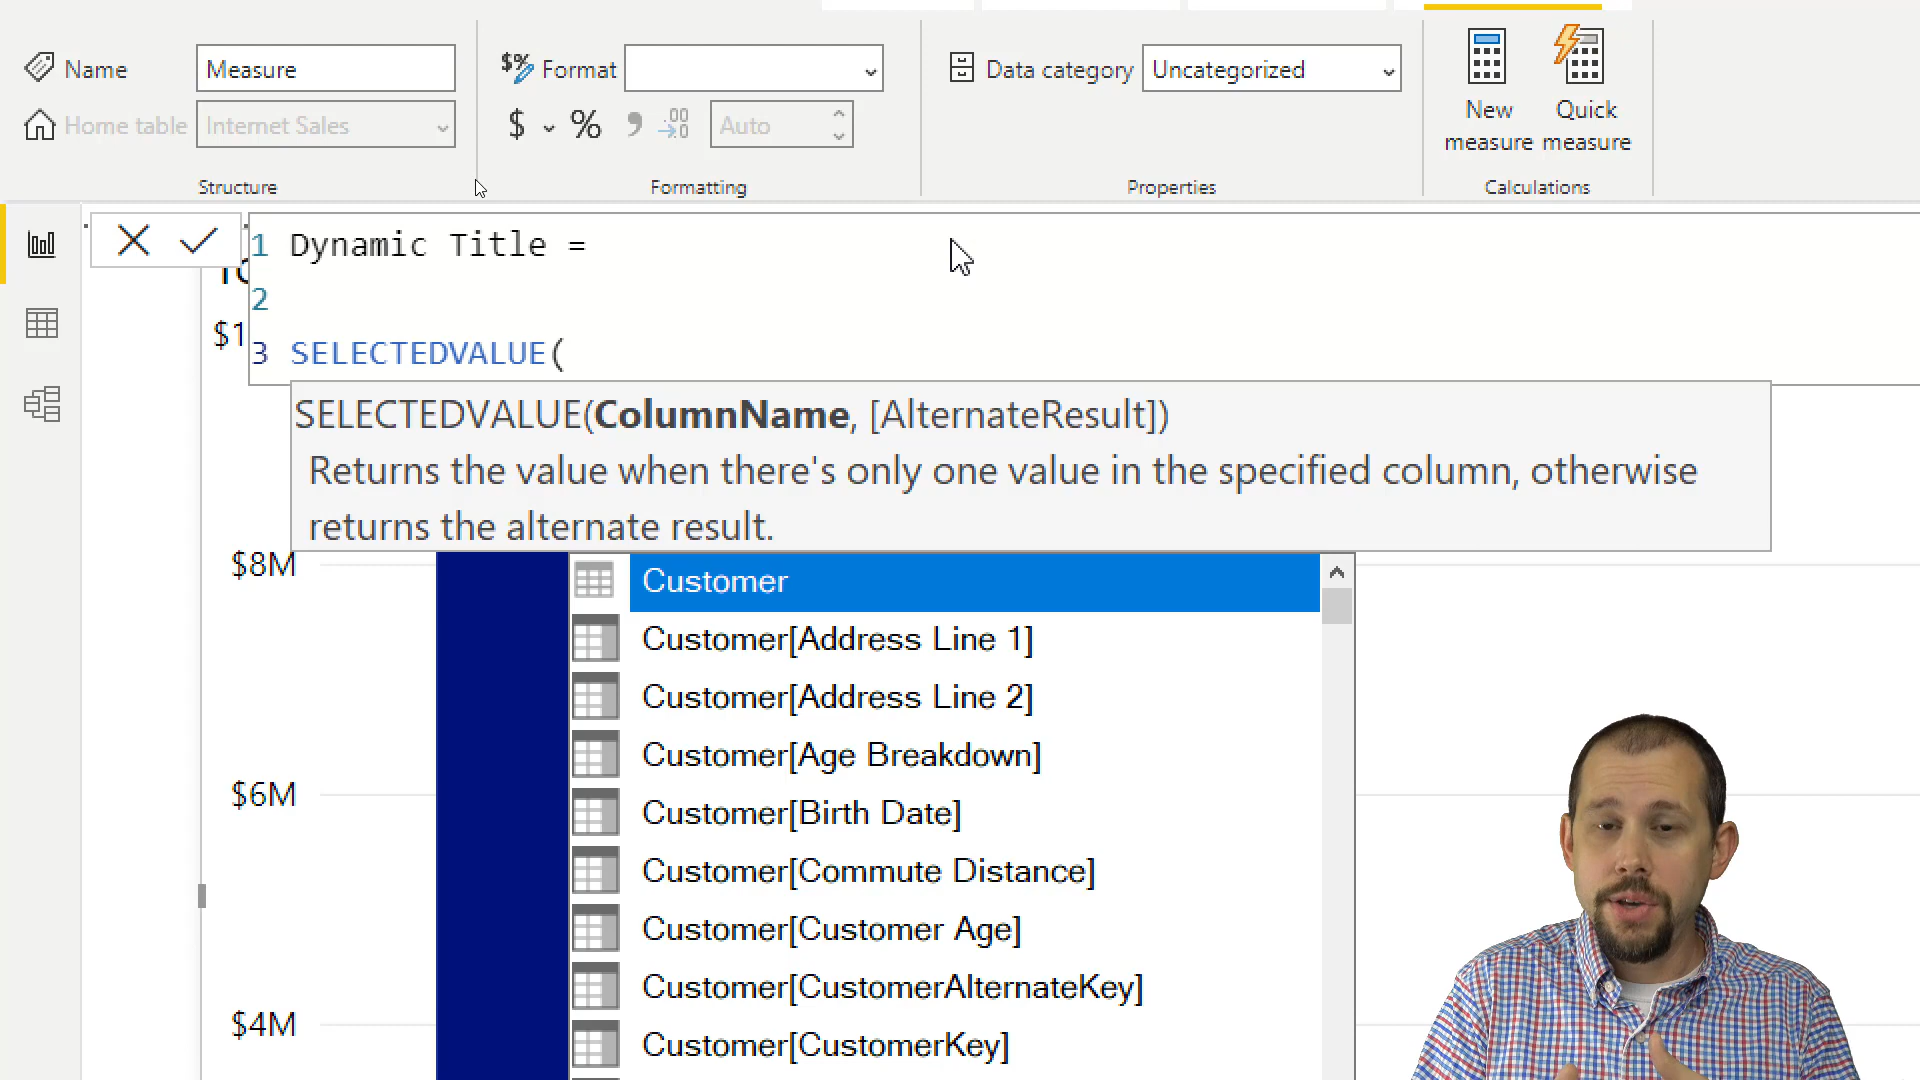 Name
Measure
Format
Data category
Uncategorized
New
measure
Quick
measure
Home table
Internet Sales
$
%
Auto
Structure
Formatting
Properties
Calculations
1 Dynamic Title =
2
3 SELECTEDVALUE(
$1
SELECTEDVALUE(ColumnName, [AlternateResult])
Returns the value when there's only one value in the specified column, otherwise
returns the alternate result.
$8M
$6M
$4M
Customer
Customer[Address Line 1]
Customer[Address Line 2]
Customer[Age Breakdown]
Customer[Birth Date]
Customer[Commute Distance]
Customer[Customer Age]
Customer[CustomerAlternateKey]
Customer[CustomerKey]